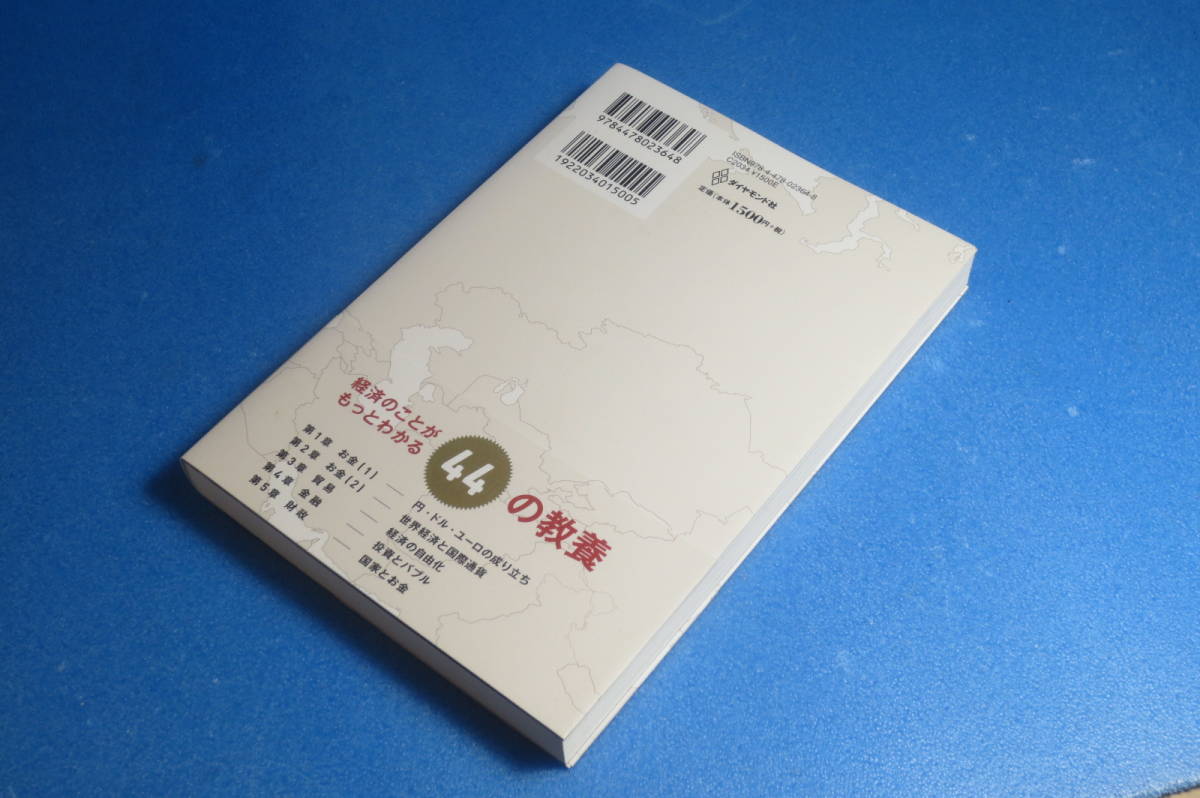 9784478023648
1922034015005
ISBN978-4-478-02364-8
C2034 ¥1500E
ダイヤモンド社
定価(本体1500円+税)
経済のことが
もっとわかる
44の教養
第1章 お金[1] ― 円・ドル・ユーロの成り立ち
第2章 お金[2] ― 世界経済と国際通貨
第3章 貿易 ― 経済の自由化
第4章 金融 ― 投資とバブル
第5章 財政 ― 国家とお金